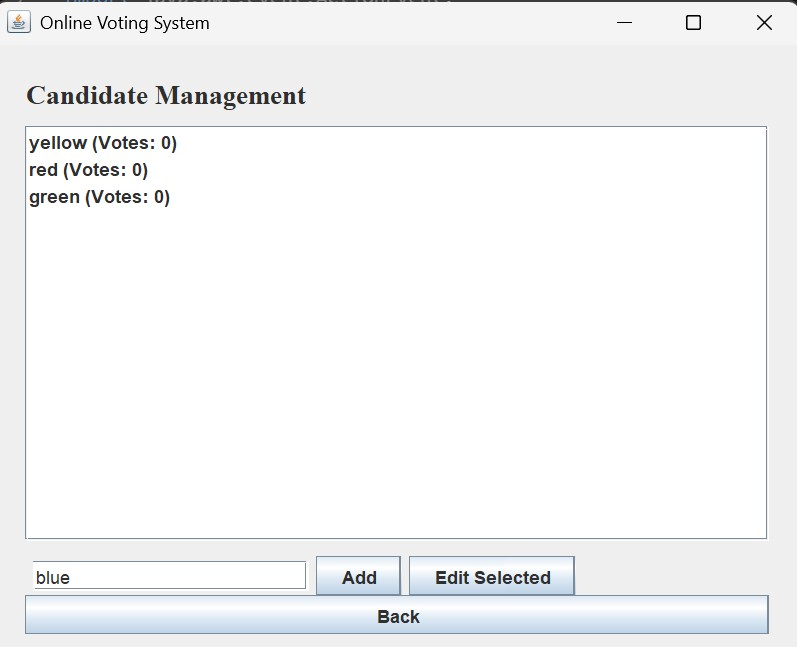 Online Voting System
Candidate Management
yellow (Votes: 0)
red (Votes: 0)
green (Votes: 0)
blue
Add
Edit Selected
Back